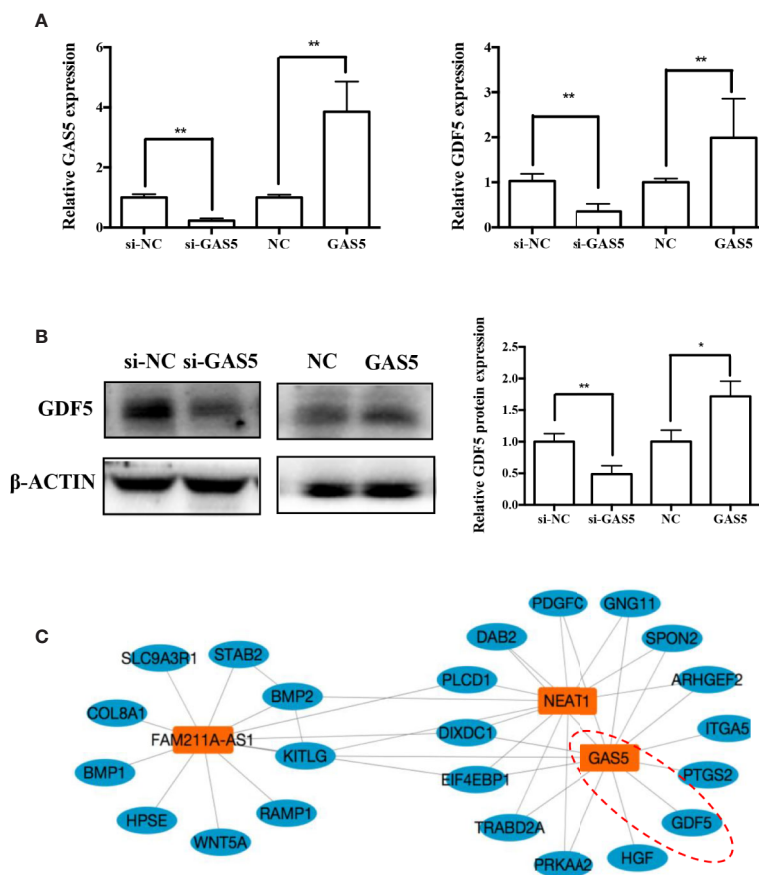 A
Relative GAS5 expression
6
4
2
0
**
**
si-NC si-GAS5 NC GAS5
Relative GDF5 expression
4
3
2
1
0
**
**
si-NC si-GAS5 NC GAS5
B
si-NC si-GAS5 NC GAS5
GDF5
β-ACTIN
Relative GDF5 protein expression
2.5
2.0
1.5
1.0
0.5
0.0
**
*
si-NC si-GAS5 NC GAS5
C
PDGFC
GNG11
DAB2
SPON2
SLC9A3R1
STAB2
PLCD1
ARHGEF2
BMP2
NEAT1
COL8A1
FAM211A-AS1
DIXDC1
ITGA5
KITLG
GAS5
BMP1
EIF4EBP1
PTGS2
HPSE
RAMP1
TRABD2A
GDF5
WNT5A
PRKAA2
HGF